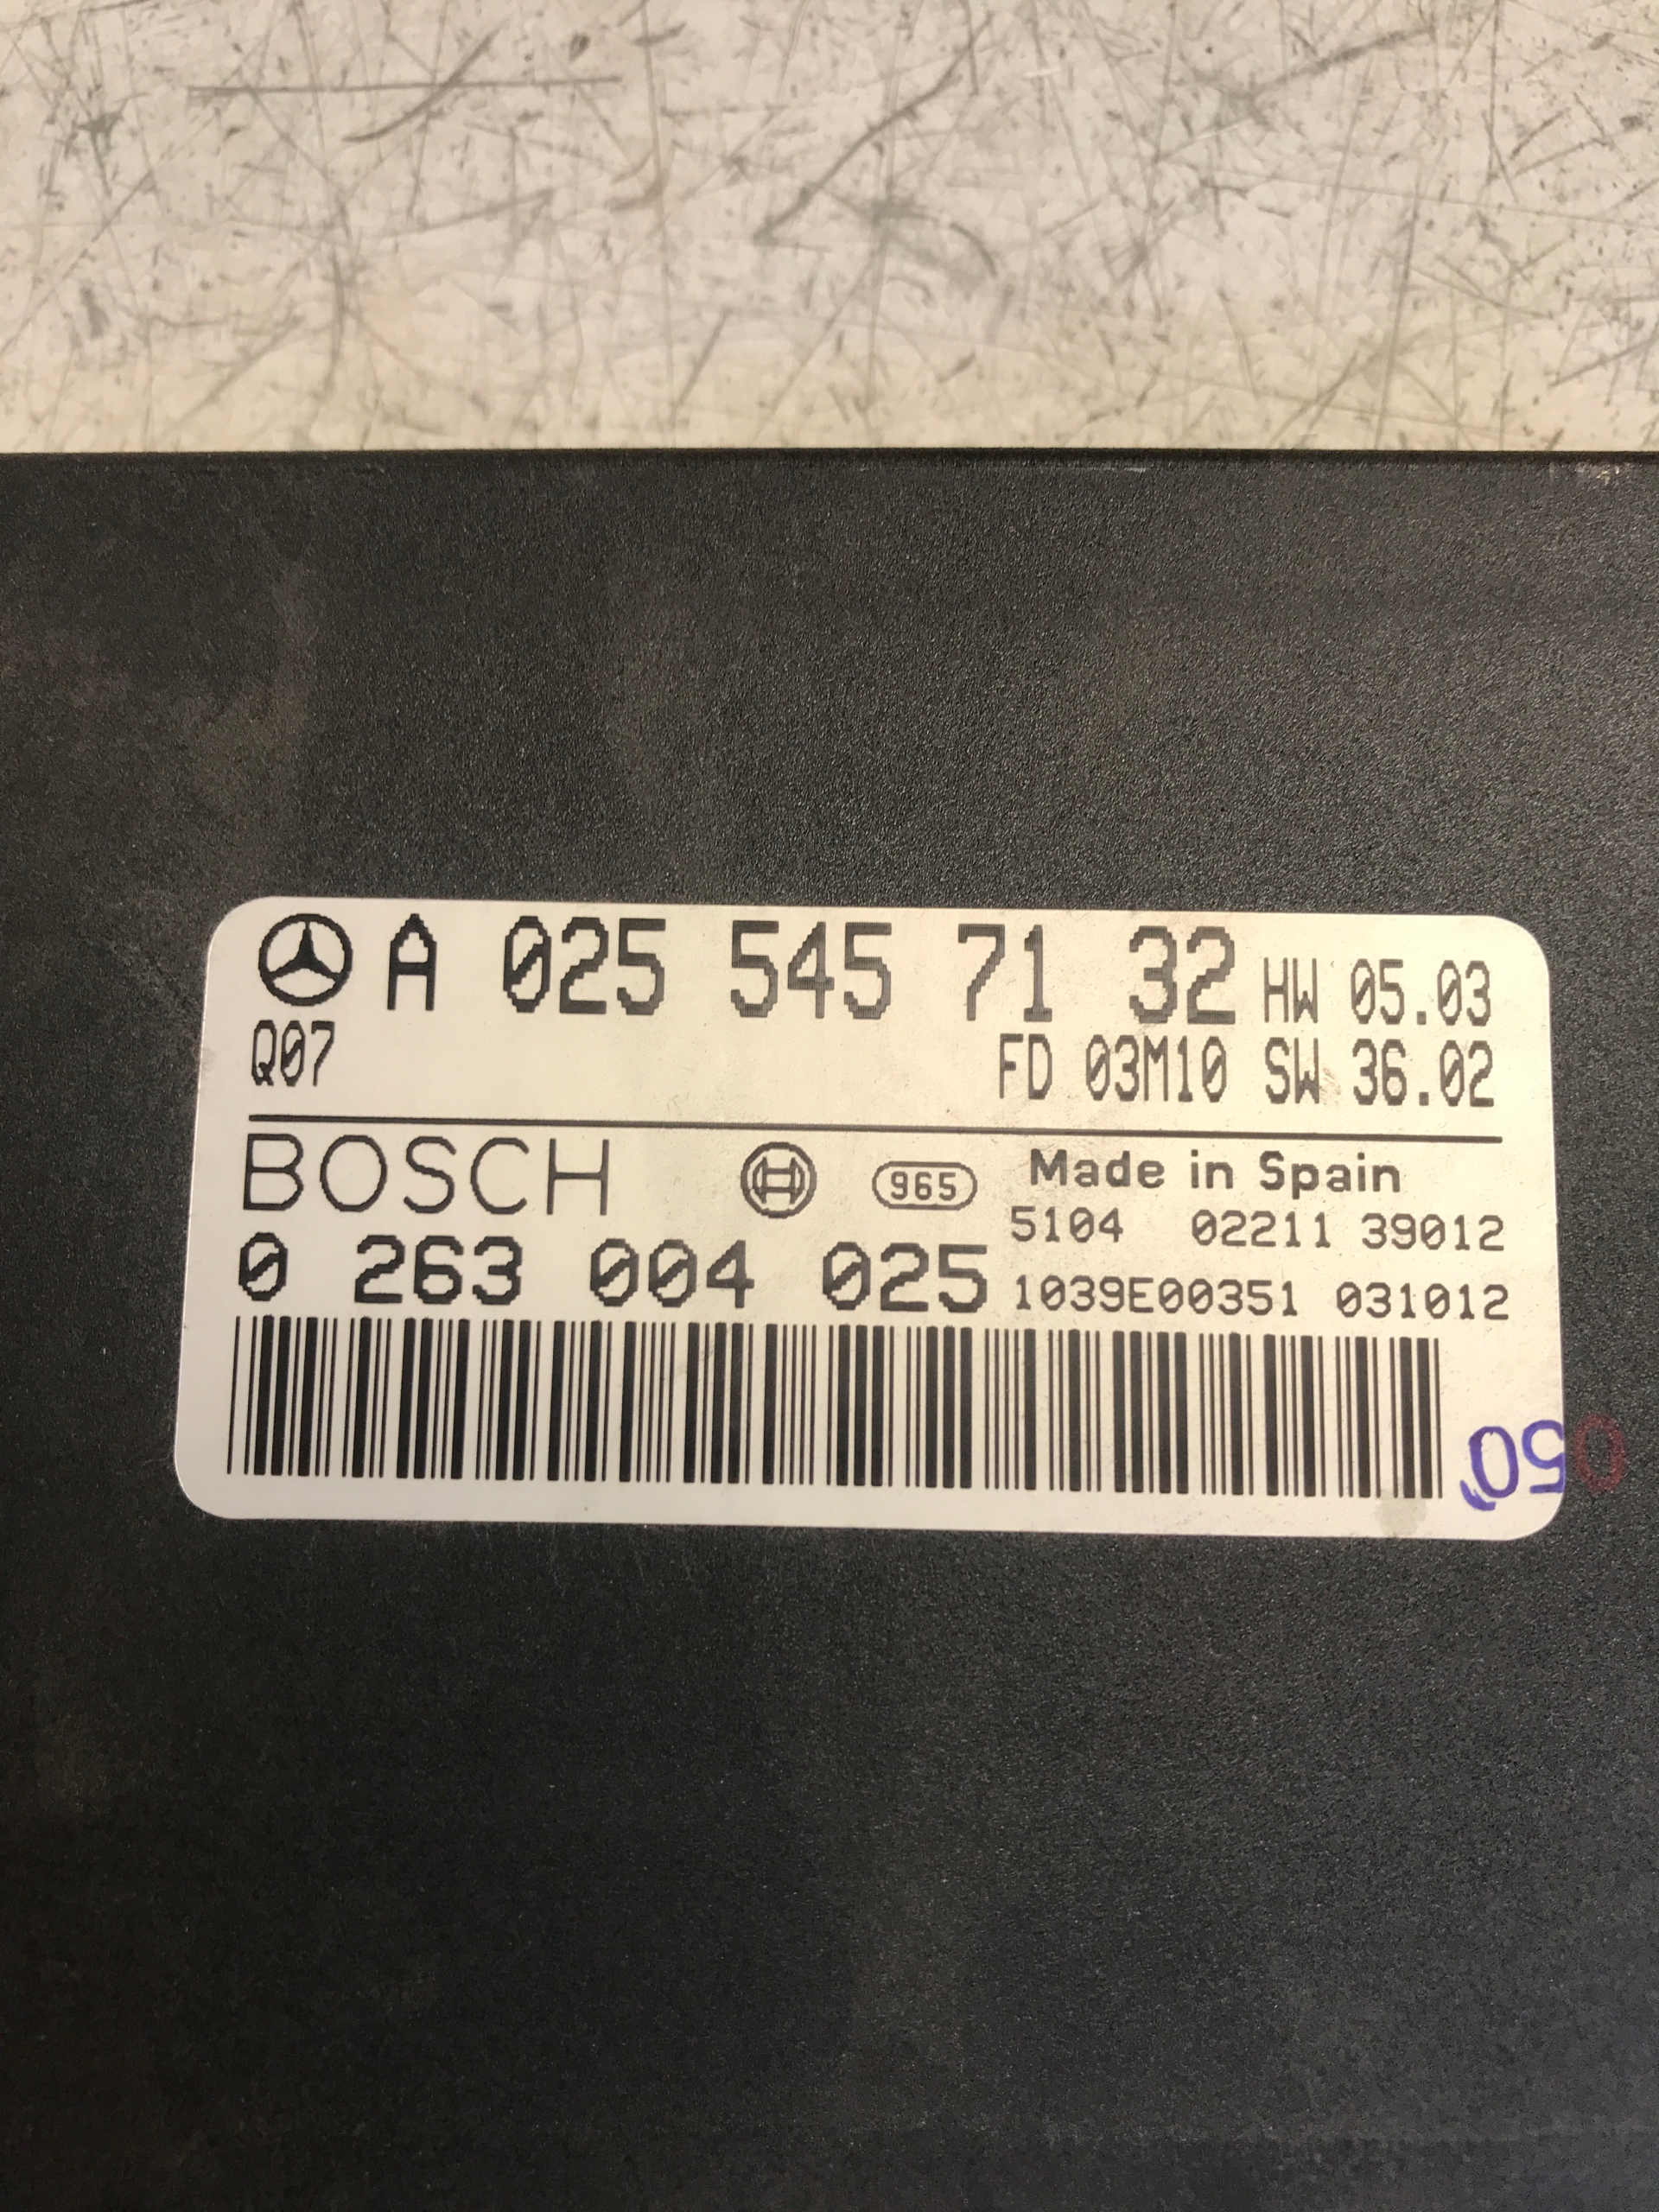 A 025 545 71 32 HW 05.03
Q07 FD 03M10 SW 36.02
BOSCH 965 Made in Spain
5104 02211 39012
0 263 004 025 1039E00351 031012
050